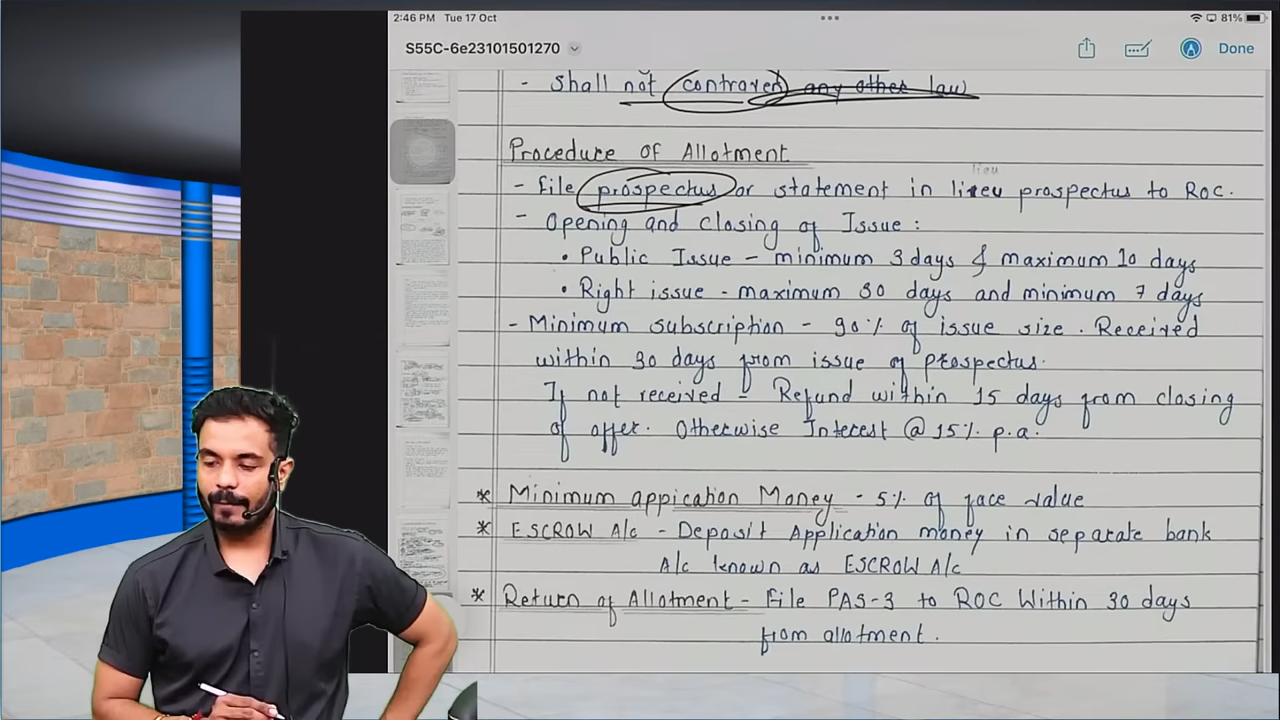 2:46 PM Tue 17 Oct
81%
S55C-6e23101501270
Done
- Shall not contraven any other law
Procedure of Allotment
lieu
- File prospectus or statement in prospectus to RoC.
- Opening and closing of Issue :
• Public Issue - minimum 3 days & maximum 10 days
• Right issue - maximum 30 days and minimum 7 days
- Minimum subscription - 90% of issue size. Received
within 30 days from issue of prospectus.
If not received - Refund within 15 days from closing
of offer. Otherwise Interest @ 15% p.a.
* Minimum appication Money - 5% of face value
* ESCROW A/c - Deposit Application money in separate bank
A/c known as ESCROW A/c
* Return of Allotment - File PAS-3 to ROC Within 30 days
from allotment.